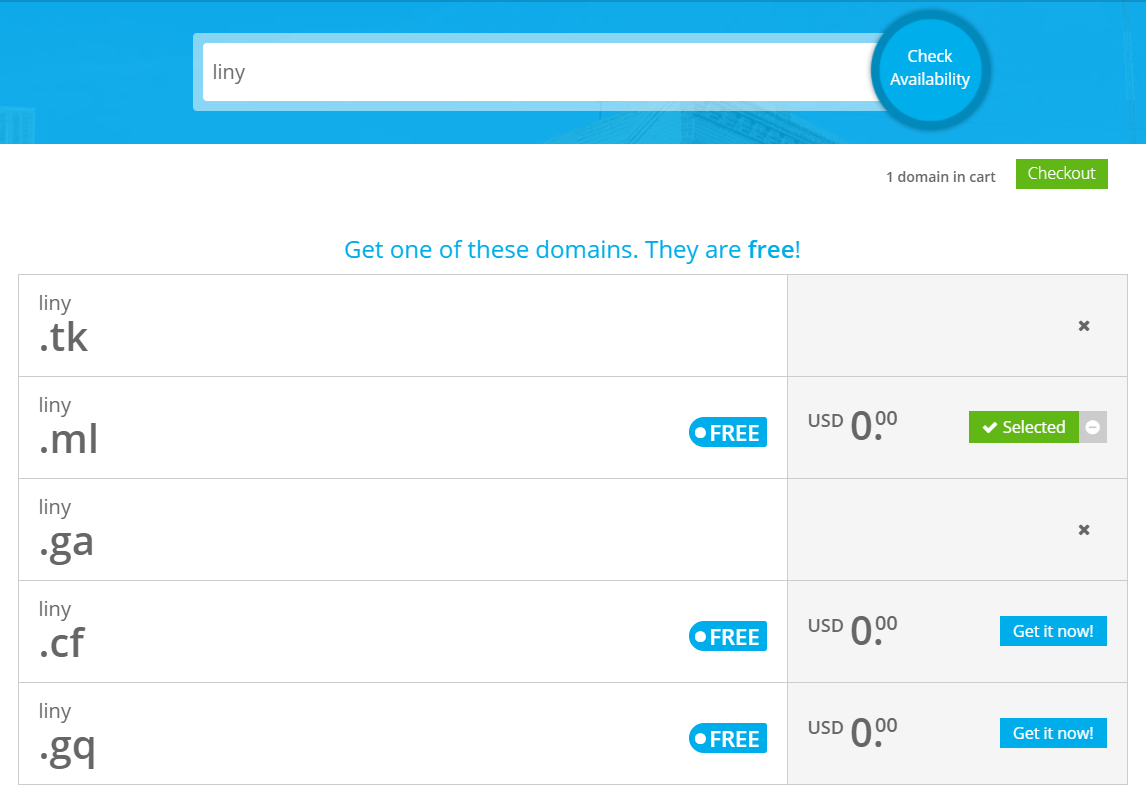 liny
Check
Availability
1 domain in cart
Checkout
Get one of these domains. They are free!
liny
.tk
liny
.ml
FREE
USD 0.00
Selected
liny
.ga
liny
.cf
FREE
USD 0.00
Get it now!
liny
.gq
FREE
USD 0.00
Get it now!